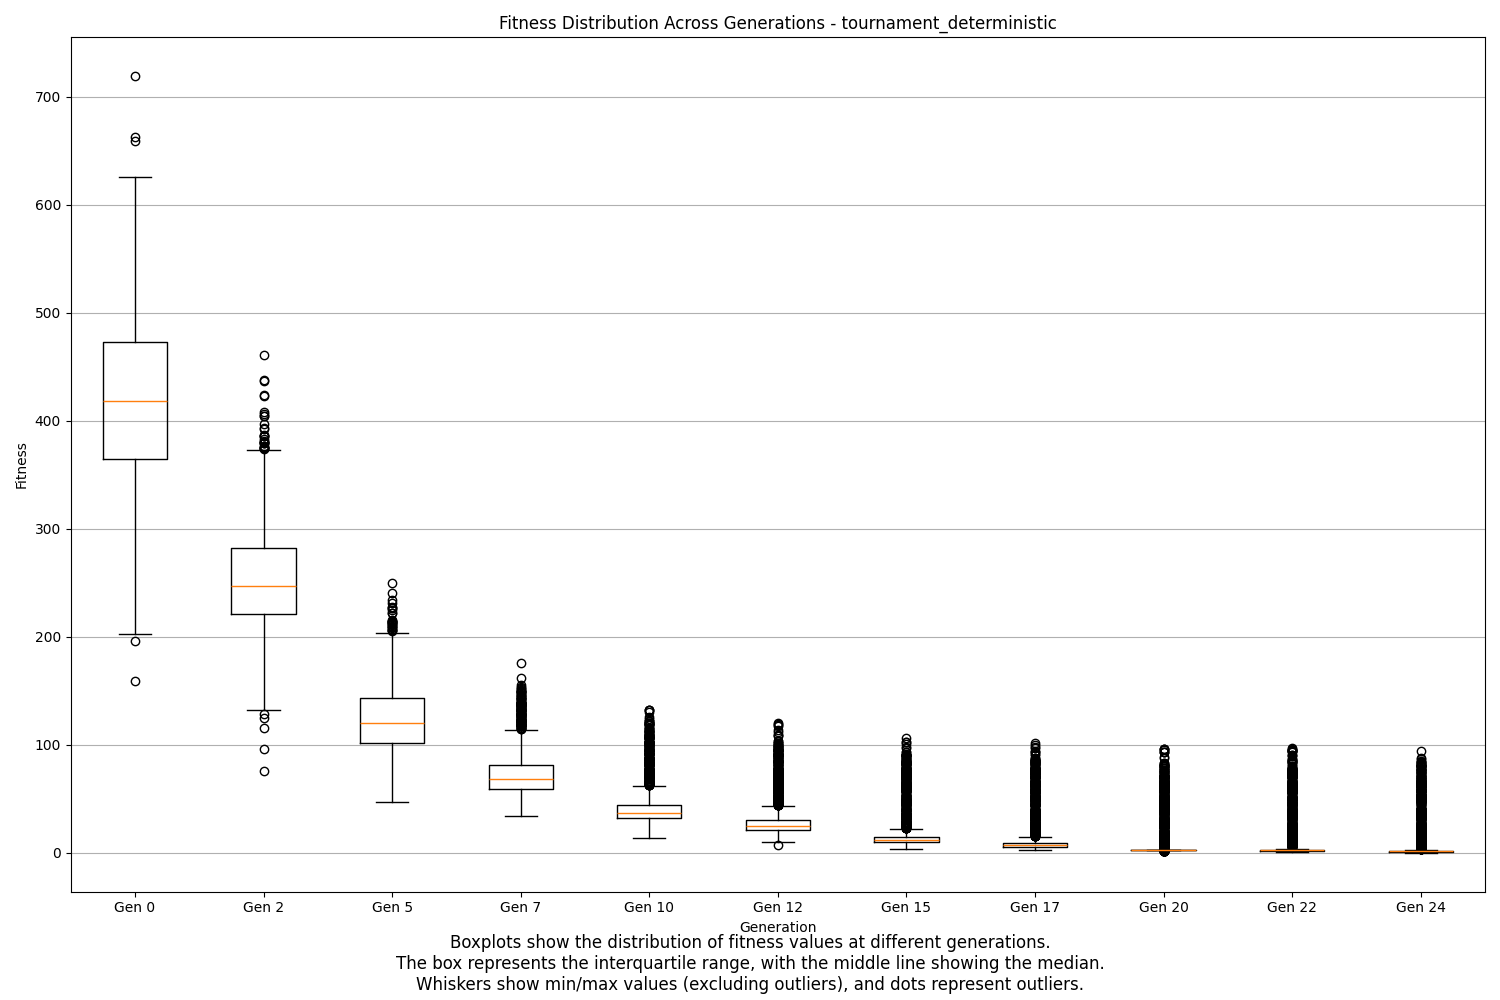 Fitness Distribution Across Generations - tournament_deterministic
700
600
500
400
300
200
100
0
Fitness
Gen 0 Gen 2 Gen 5 Gen 7 Gen 10 Gen 12 Gen 15 Gen 17 Gen 20 Gen 22 Gen 24
Generation
Boxplots show the distribution of fitness values at different generations.
The box represents the interquartile range, with the middle line showing the median.
Whiskers show min/max values (excluding outliers), and dots represent outliers.